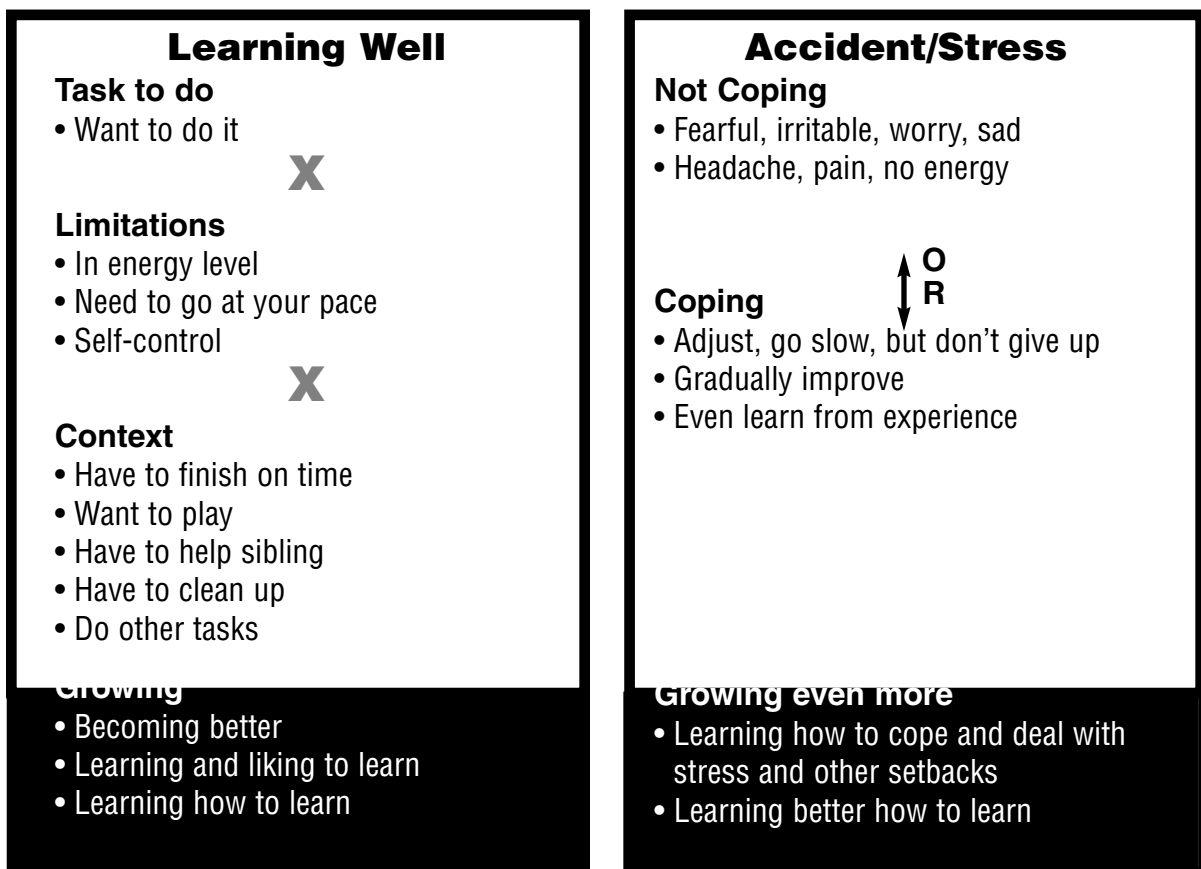 Learning Well
Task to do
• Want to do it
X
Limitations
• In energy level
• Need to go at your pace
• Self-control
X
Context
• Have to finish on time
• Want to play
• Have to help sibling
• Have to clean up
• Do other tasks
Growing
• Becoming better
• Learning and liking to learn
• Learning how to learn
Accident/Stress
Not Coping
• Fearful, irritable, worry, sad
• Headache, pain, no energy
O
R
Coping
• Adjust, go slow, but don't give up
• Gradually improve
• Even learn from experience
Growing even more
• Learning how to cope and deal with
stress and other setbacks
• Learning better how to learn